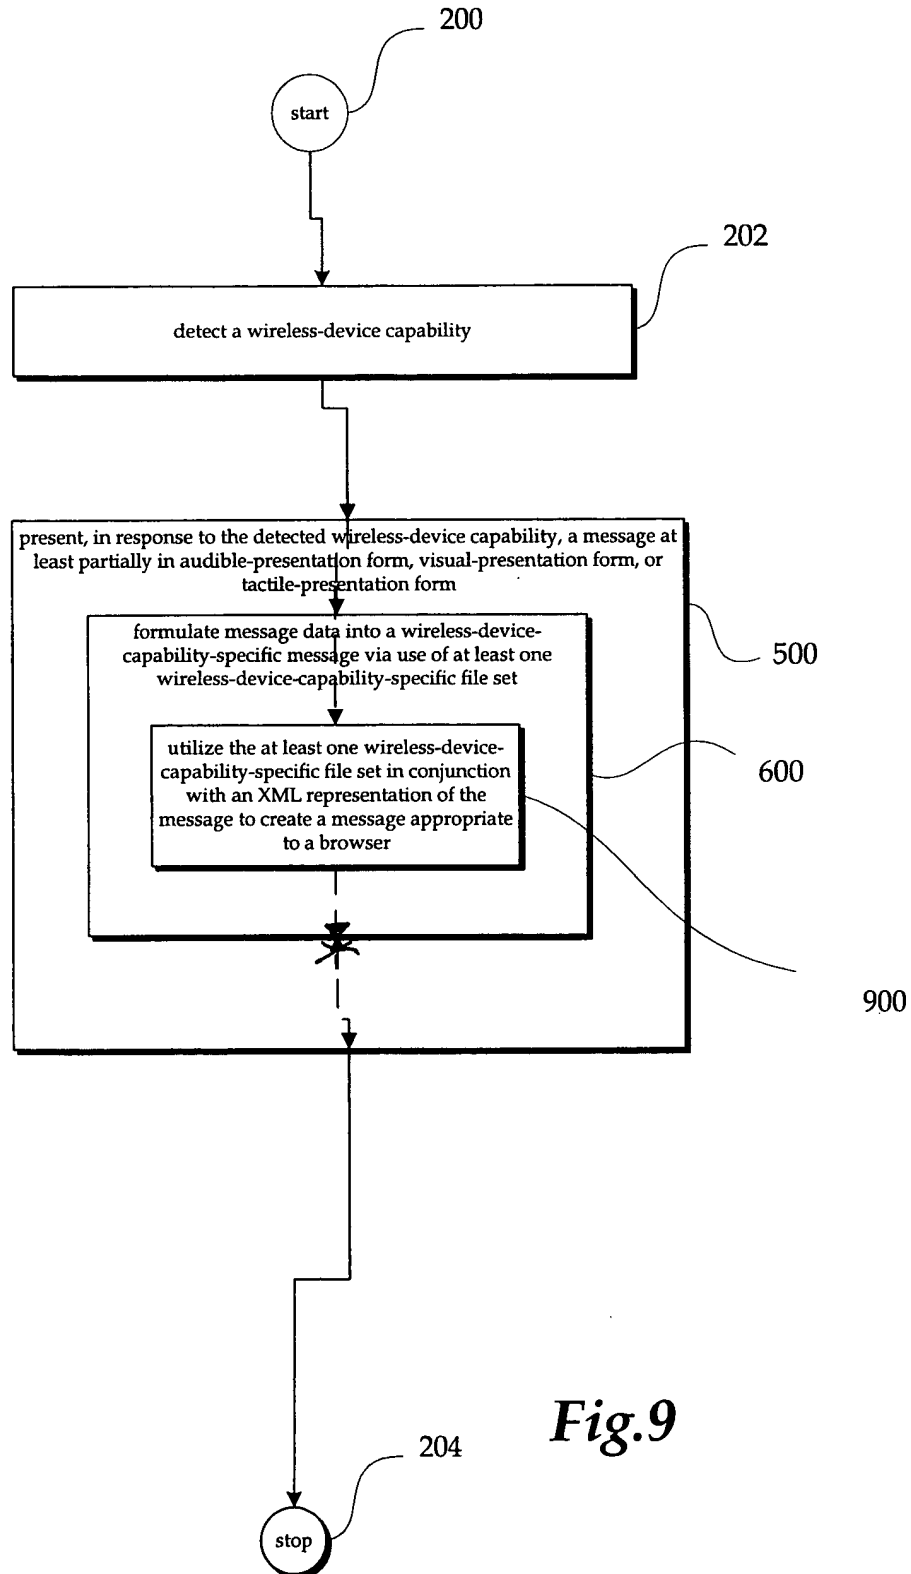 200
start
202
detect a wireless-device capability
present, in response to the detected wireless-device capability, a message at
least partially in audible-presentation form, visual-presentation form, or
tactile-presentation form
formulate message data into a wireless-device-
capability-specific message via use of at least one
wireless-device-capability-specific file set
500
utilize the at least one wireless-device-
capability-specific file set in conjunction
with an XML representation of the
message to create a message appropriate
to a browser
600
900
Fig.9
204
stop